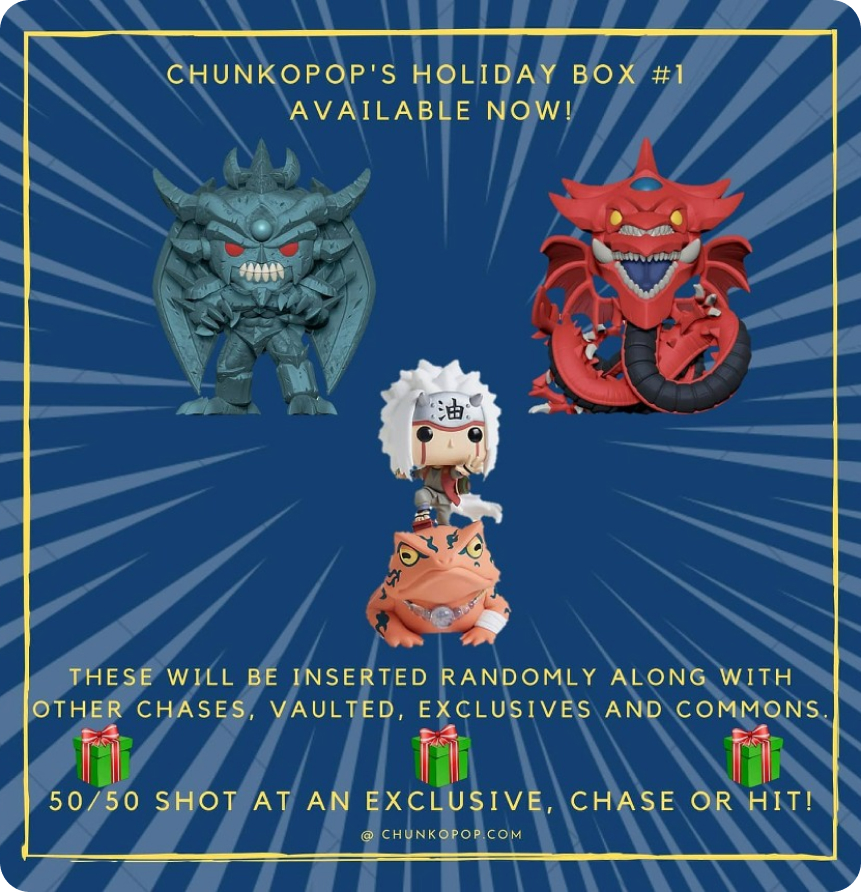 CHUNKOPOP'S HOLIDAY BOX #1
AVAILABLE NOW!
油
THESE WILL BE INSERTED RANDOMLY ALONG WITH
OTHER CHASES, VAULTED, EXCLUSIVES AND COMMONS.
50/50 SHOT AT AN EXCLUSIVE, CHASE OR HIT!
@ CHUNKOPOP.COM